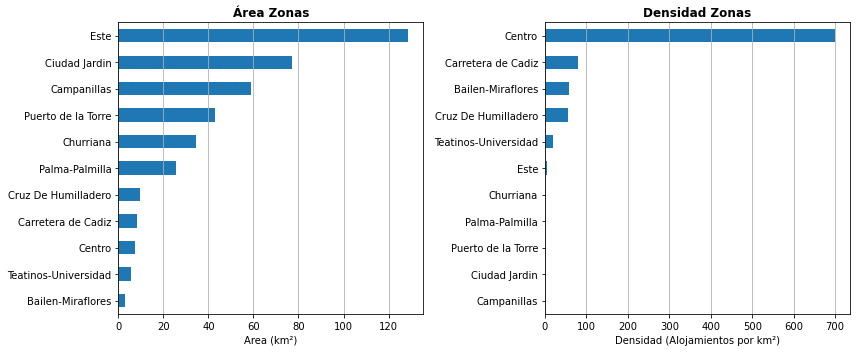 Área Zonas
Este
Ciudad Jardin
Campanillas
Puerto de la Torre
Churriana
Palma-Palmilla
Cruz De Humilladero
Carretera de Cadiz
Centro
Teatinos-Universidad
Bailen-Miraflores
0 20 40 60 80 100 120
Area (km²)
Densidad Zonas
Centro
Carretera de Cadiz
Bailen-Miraflores
Cruz De Humilladero
Teatinos-Universidad
Este
Churriana
Palma-Palmilla
Puerto de la Torre
Ciudad Jardin
Campanillas
0 100 200 300 400 500 600 700
Densidad (Alojamientos por km²)